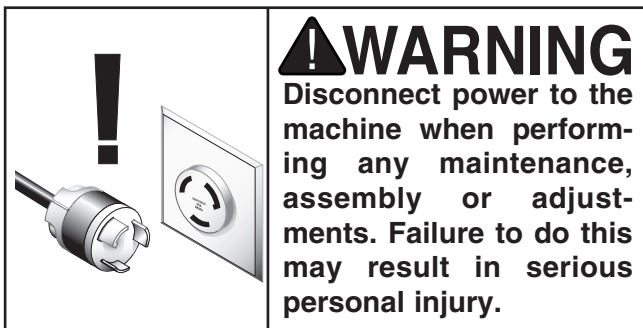 WARNING
Disconnect power to the
machine when perform-
ing any maintenance,
assembly or adjust-
ments. Failure to do this
may result in serious
personal injury.